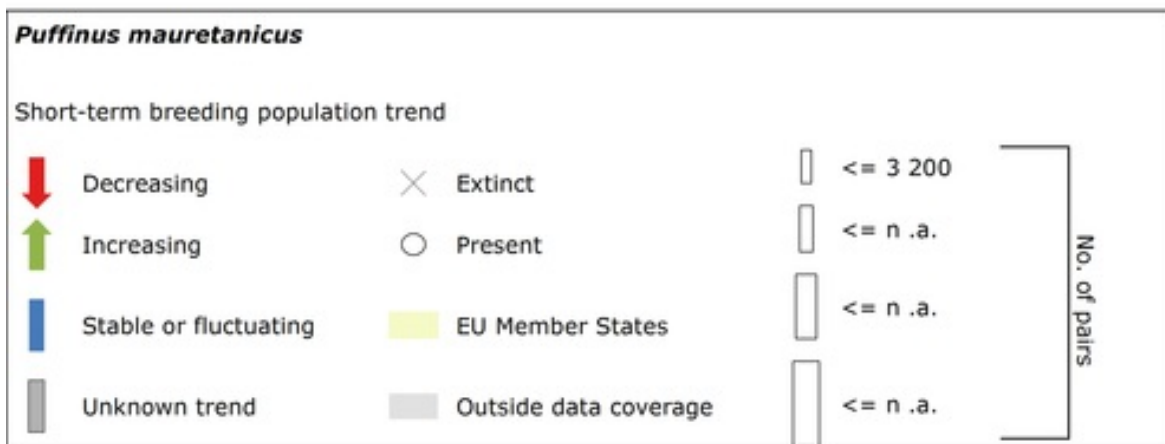 Puffinus mauretanicus
Short-term breeding population trend
Decreasing
Increasing
Stable or fluctuating
Unknown trend
Extinct
Present
EU Member States
Outside data coverage
<= 3 200
<= n .a.
<= n .a.
<= n .a.
No. of pairs